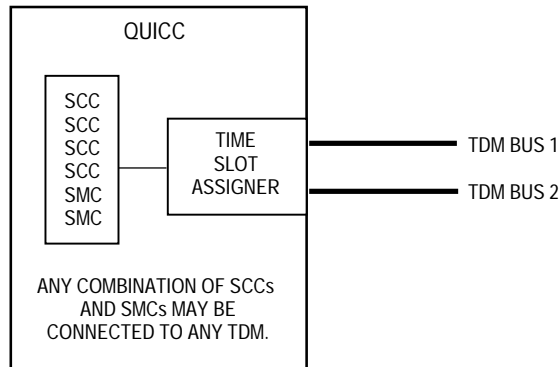 QUICC
SCC
SCC
SCC
SCC
SMC
SMC
TIME
SLOT
ASSIGNER
TDM BUS 1
TDM BUS 2
ANY COMBINATION OF SCCs
AND SMCs MAY BE
CONNECTED TO ANY TDM.